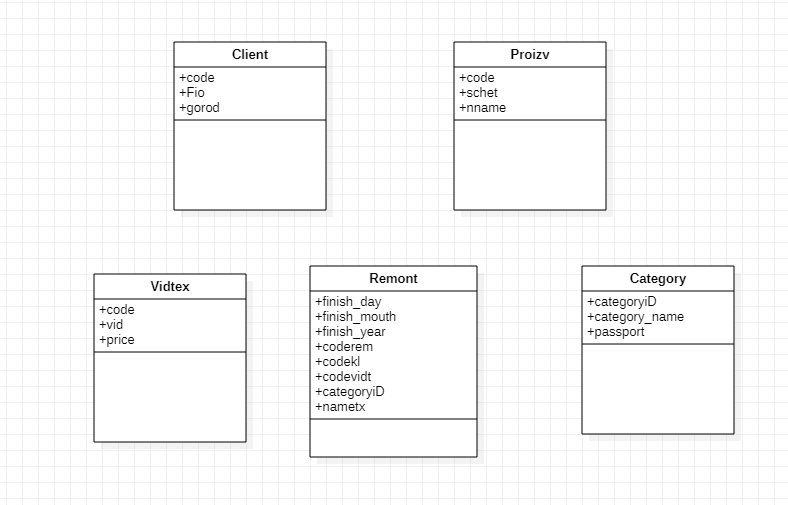 Client
+code
+Fio
+gorod
Proizv
+code
+schet
+nname
Vidtex
+code
+vid
+price
Remont
+finish_day
+finish_mouth
+finish_year
+coderem
+codekl
+codevidt
+categoryiD
+nametx
Category
+categoryiD
+category_name
+passport